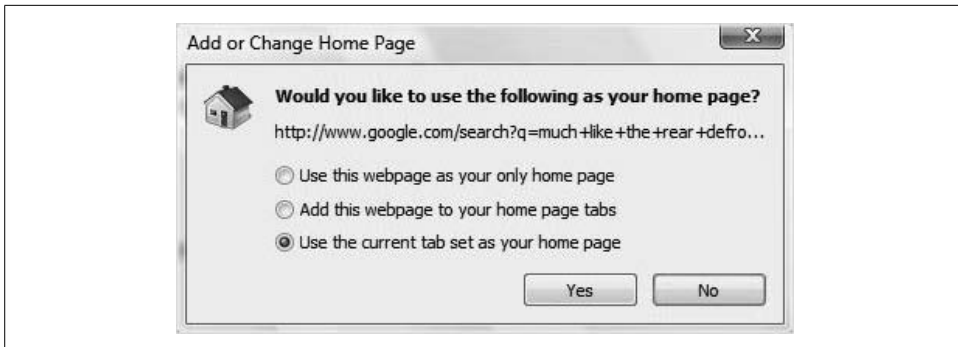 Add or Change Home Page
Would you like to use the following as your home page?
http://www.google.com/search?q=much+like+the+rear+defro...
Use this webpage as your only home page
Add this webpage to your home page tabs
Use the current tab set as your home page
Yes
No